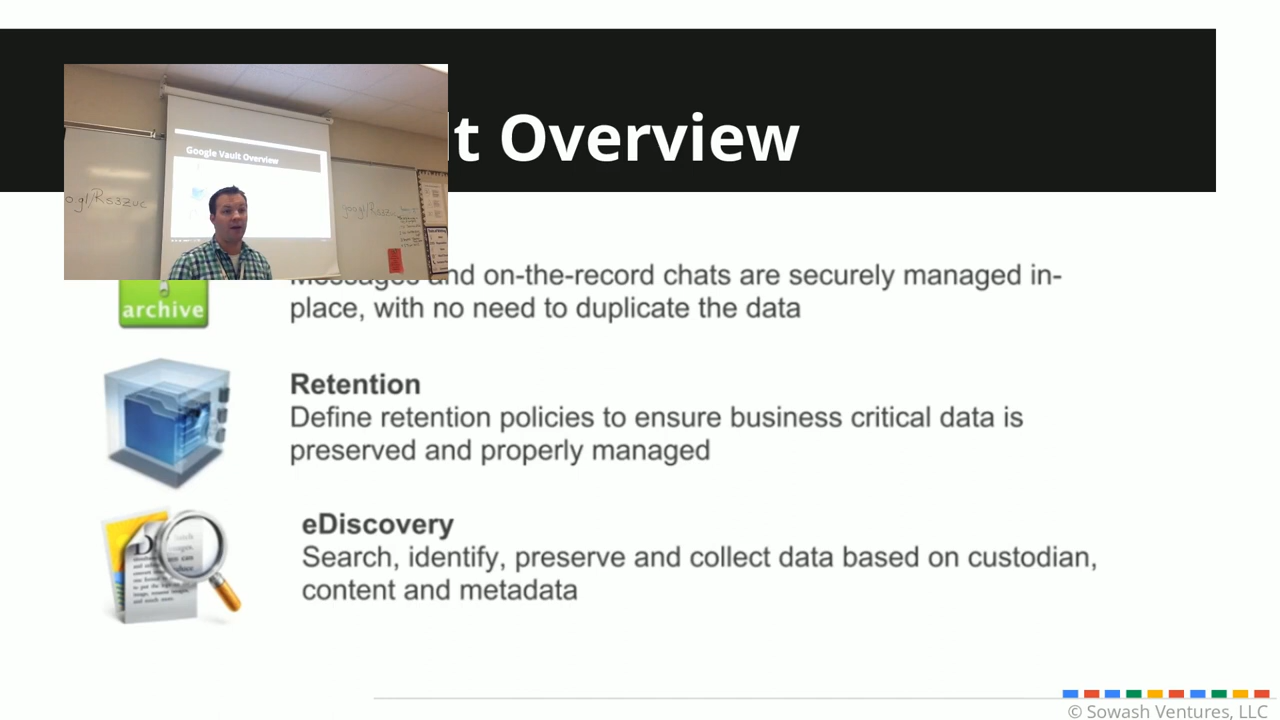 t Overview
Google Vault Overview
Messages and on-the-record chats are securely managed in-
place, with no need to duplicate the data
archive
Retention
Define retention policies to ensure business critical data is
preserved and properly managed
eDiscovery
Search, identify, preserve and collect data based on custodian,
content and metadata
© Sowash Ventures, LLC